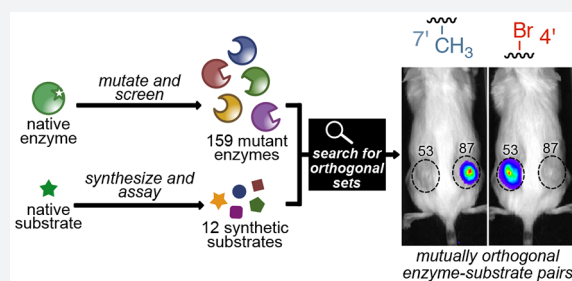 mutate and
screen
native
enzyme
159 mutant
enzymes
synthesize and
assay
native
substrate
12 synthetic
substrates
search for
orthogonal
sets
7' CH3
Br 4'
53 87
53 87
mutually orthogonal
enzyme-substrate pairs